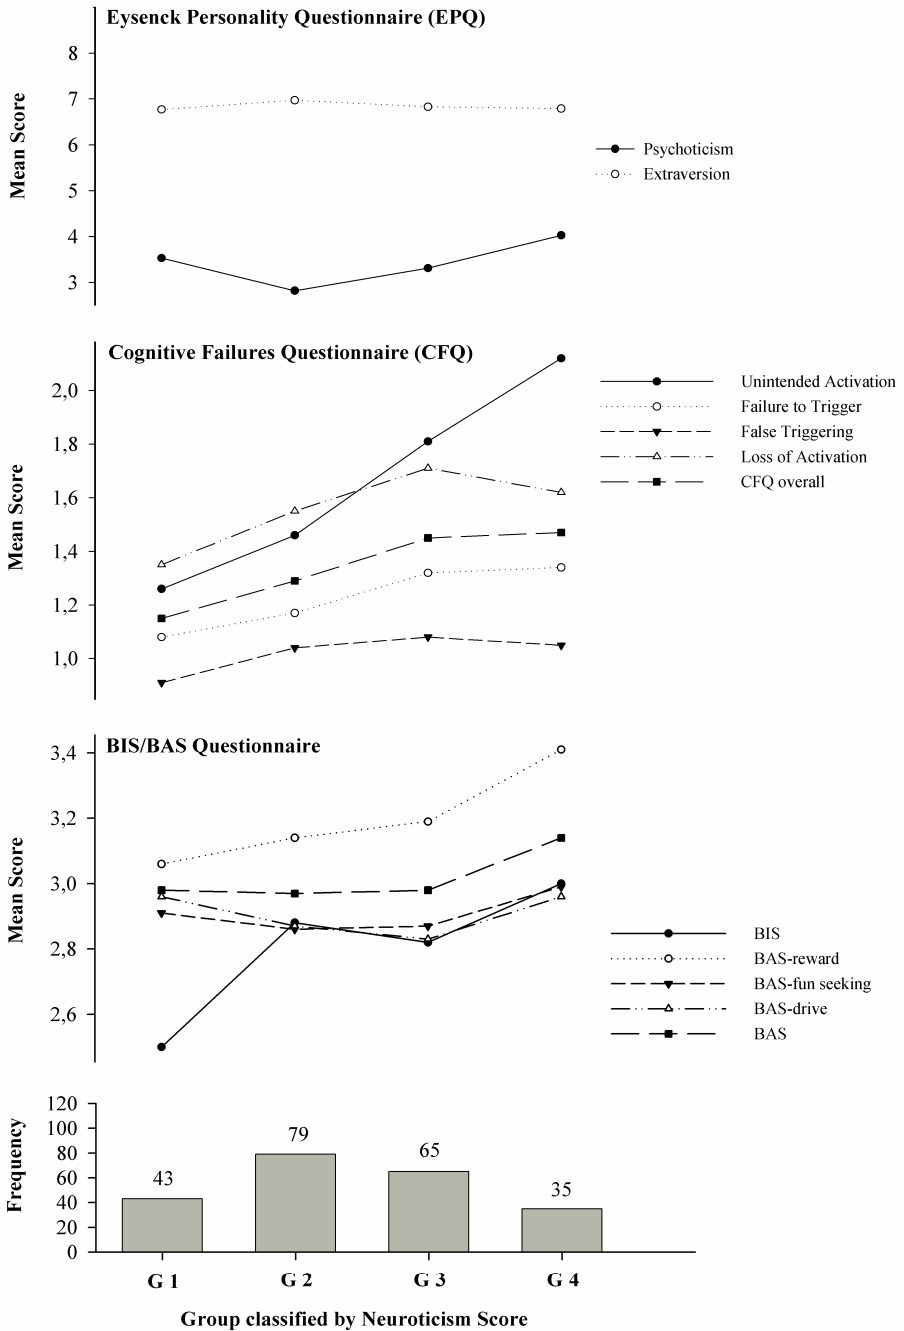 Eysenck Personality Questionnaire (EPQ)
8
7
6
5
4
3
Mean Score
Psychoticism
Extraversion
Cognitive Failures Questionnaire (CFQ)
2,0
1,8
1,6
1,4
1,2
1,0
Mean Score
Unintended Activation
Failure to Trigger
False Triggering
Loss of Activation
CFQ overall
BIS/BAS Questionnaire
3,4
3,2
3,0
2,8
2,6
Mean Score
BIS
BAS-reward
BAS-fun seeking
BAS-drive
BAS
120
100
80
60
40
20
0
Frequency
43
79
65
35
G 1
G 2
G 3
G 4
Group classified by Neuroticism Score